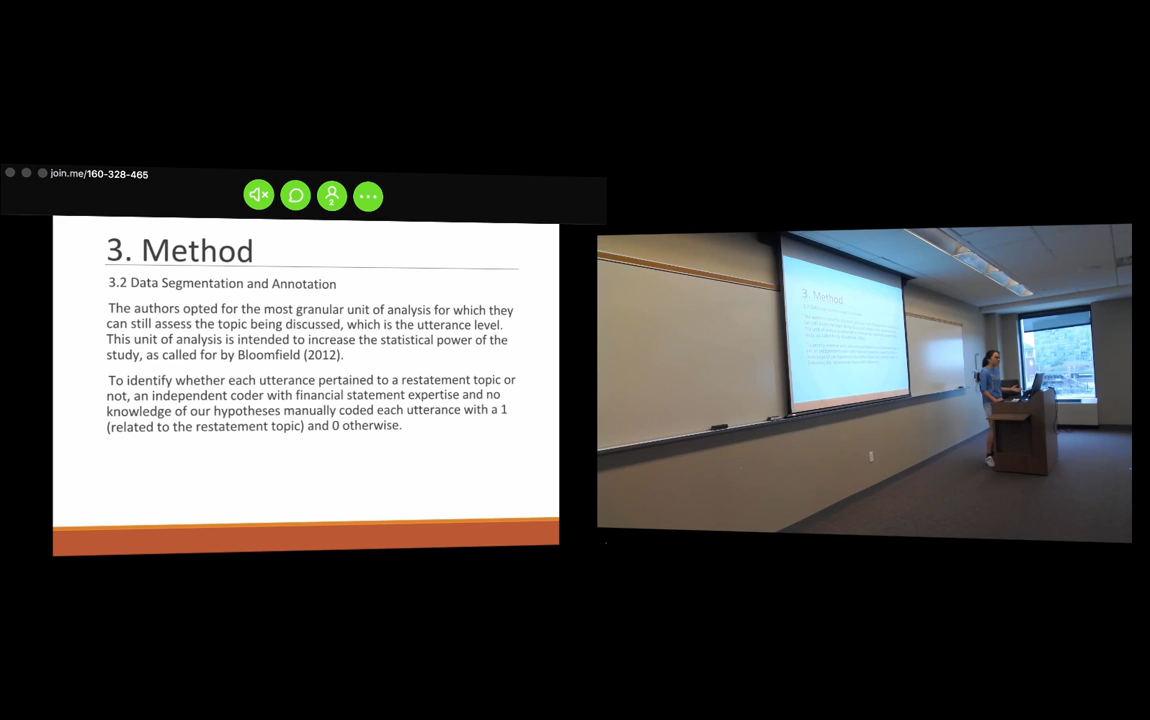 join.me/160-328-465
2
3. Method
3.2 Data Segmentation and Annotation
The authors opted for the most granular unit of analysis for which they
can still assess the topic being discussed, which is the utterance level.
This unit of analysis is intended to increase the statistical power of the
study, as called for by Bloomfield (2012).
To identify whether each utterance pertained to a restatement topic or
not, an independent coder with financial statement expertise and no
knowledge of our hypotheses manually coded each utterance with a 1
(related to the restatement topic) and 0 otherwise.
3. Method